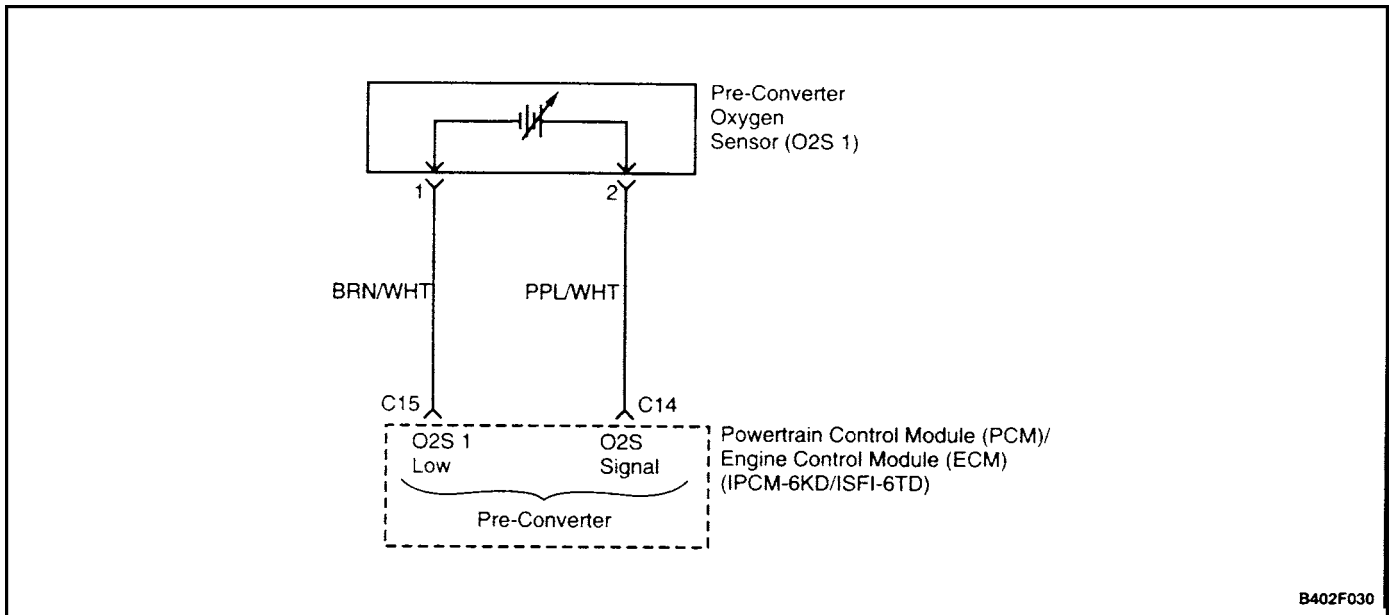 Pre-Converter
Oxygen
Sensor (O2S 1)
1
2
BRN/WHT
PPL/WHT
C15
C14
O2S 1
Low
O2S
Signal
Pre-Converter
Powertrain Control Module (PCM)/
Engine Control Module (ECM)
(IPCM-6KD/ISFI-6TD)
B402F030